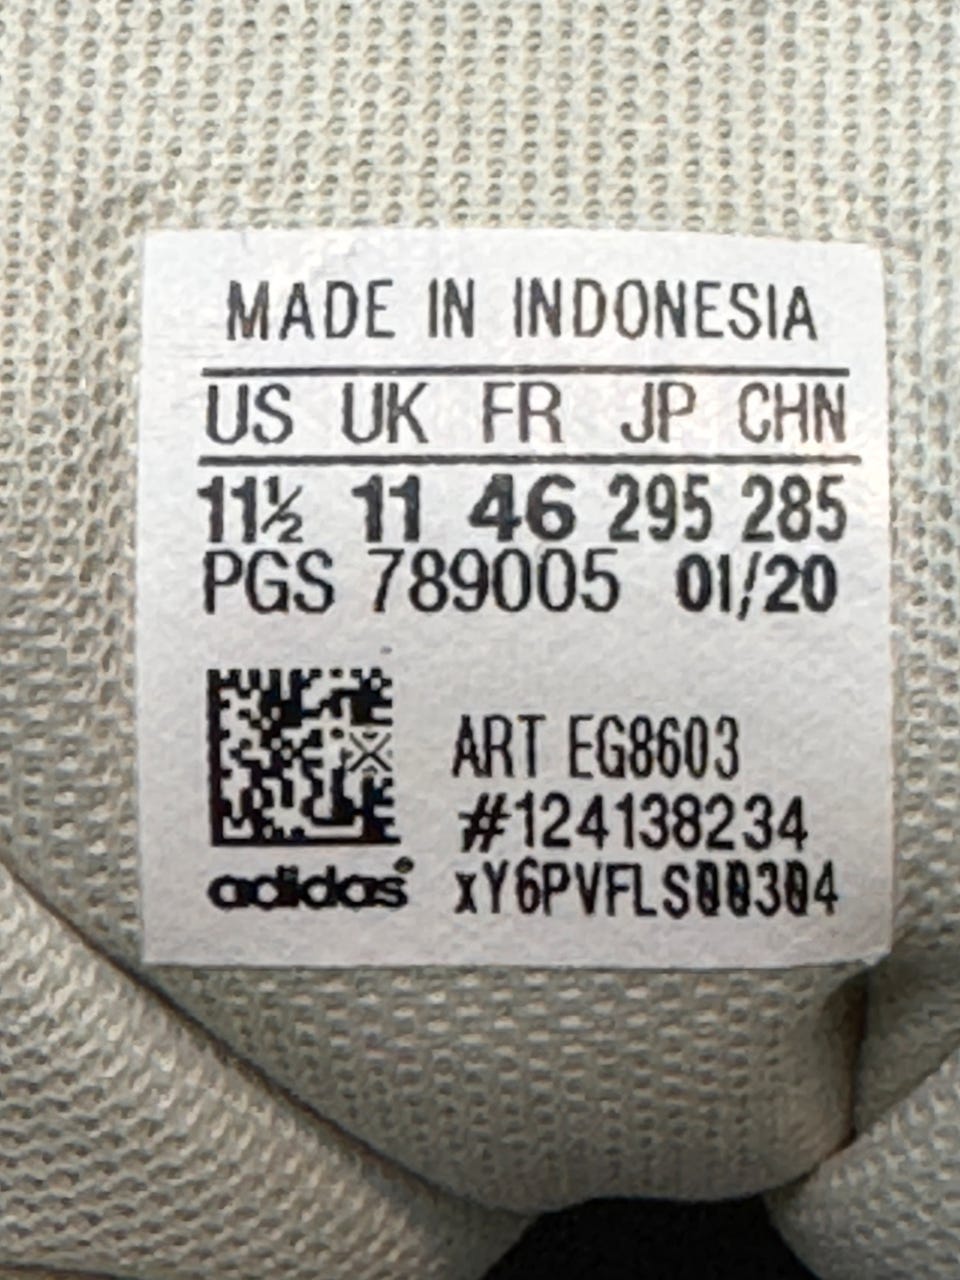 MADE IN INDONESIA
US UK FR JP CHN
11½ 11 46 295 285
PGS 789005 01/20
ART EG8603
#124138234
adidas® xY6PVFLS00304